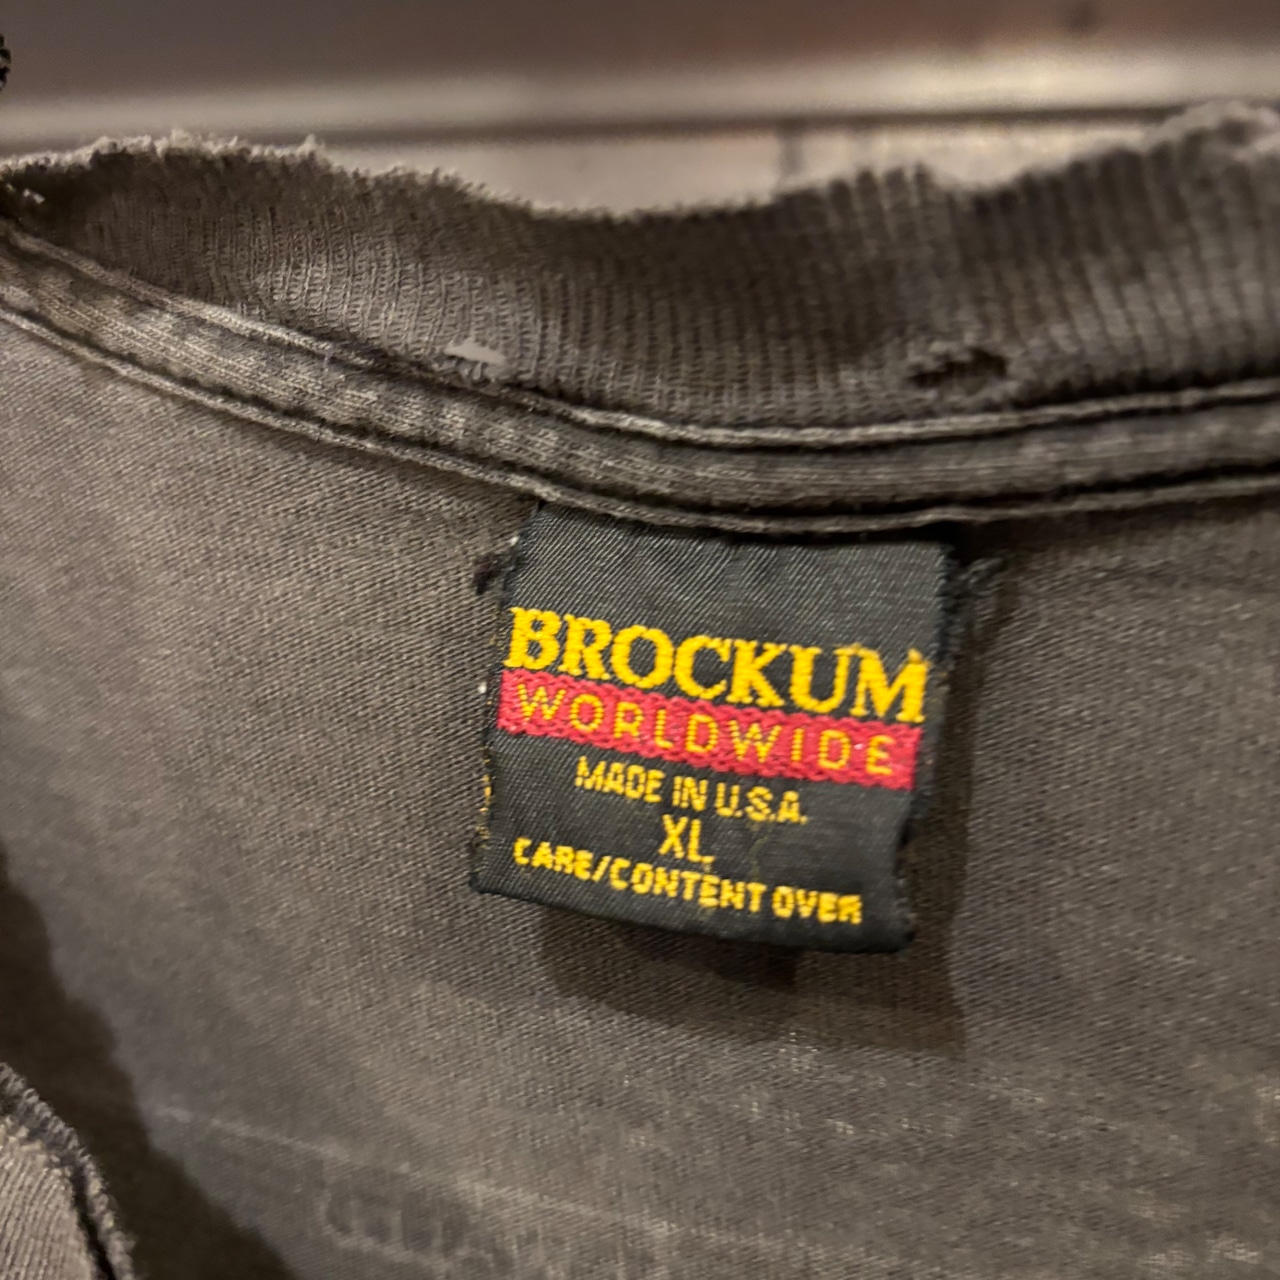 BROCKUM
WORLDWIDE
MADE IN U.S.A.
XL
CARE/CONTENT OVER